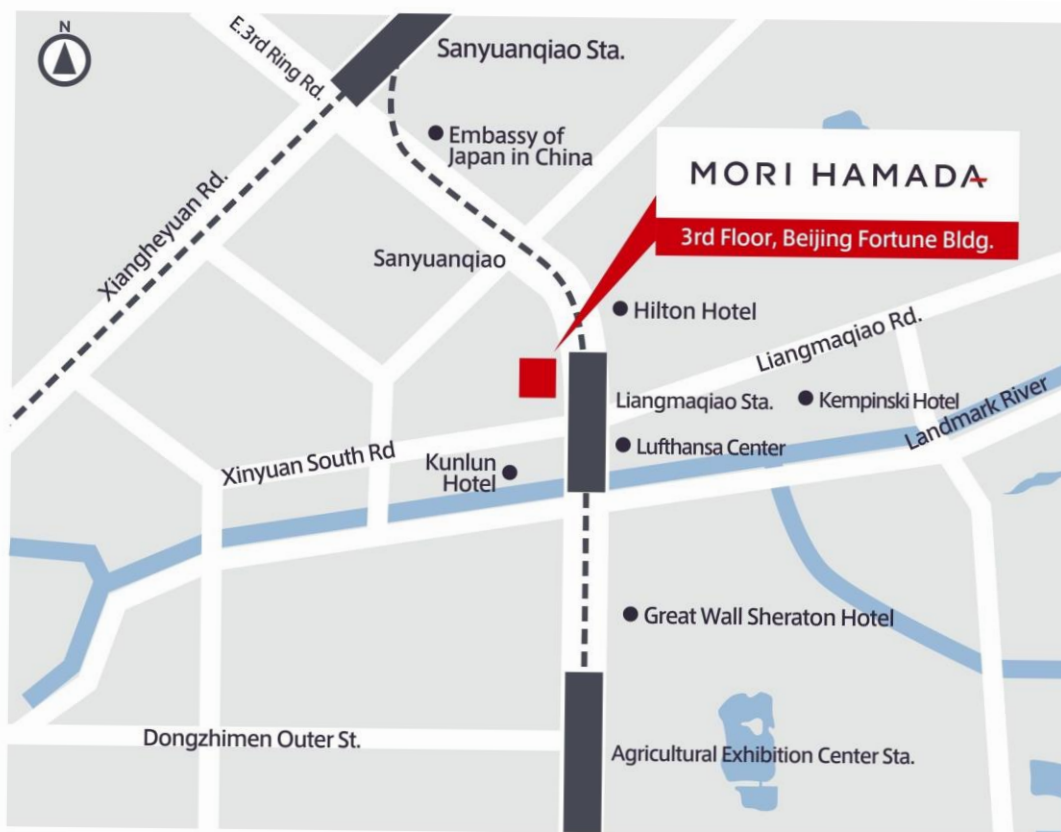 N
E.3rd Ring Rd.
Sanyuanqiao Sta.
Embassy of
Japan in China
MORI HAMADA
3rd Floor, Beijing Fortune Bldg.
Xiangheyuan Rd.
Sanyuanqiao
Hilton Hotel
Liangmaqiao Rd.
Liangmaqiao Sta.
Kempinski Hotel
Landmark River
Lufthansa Center
Xinyuan South Rd
Kunlun
Hotel
Great Wall Sheraton Hotel
Dongzhimen Outer St.
Agricultural Exhibition Center Sta.